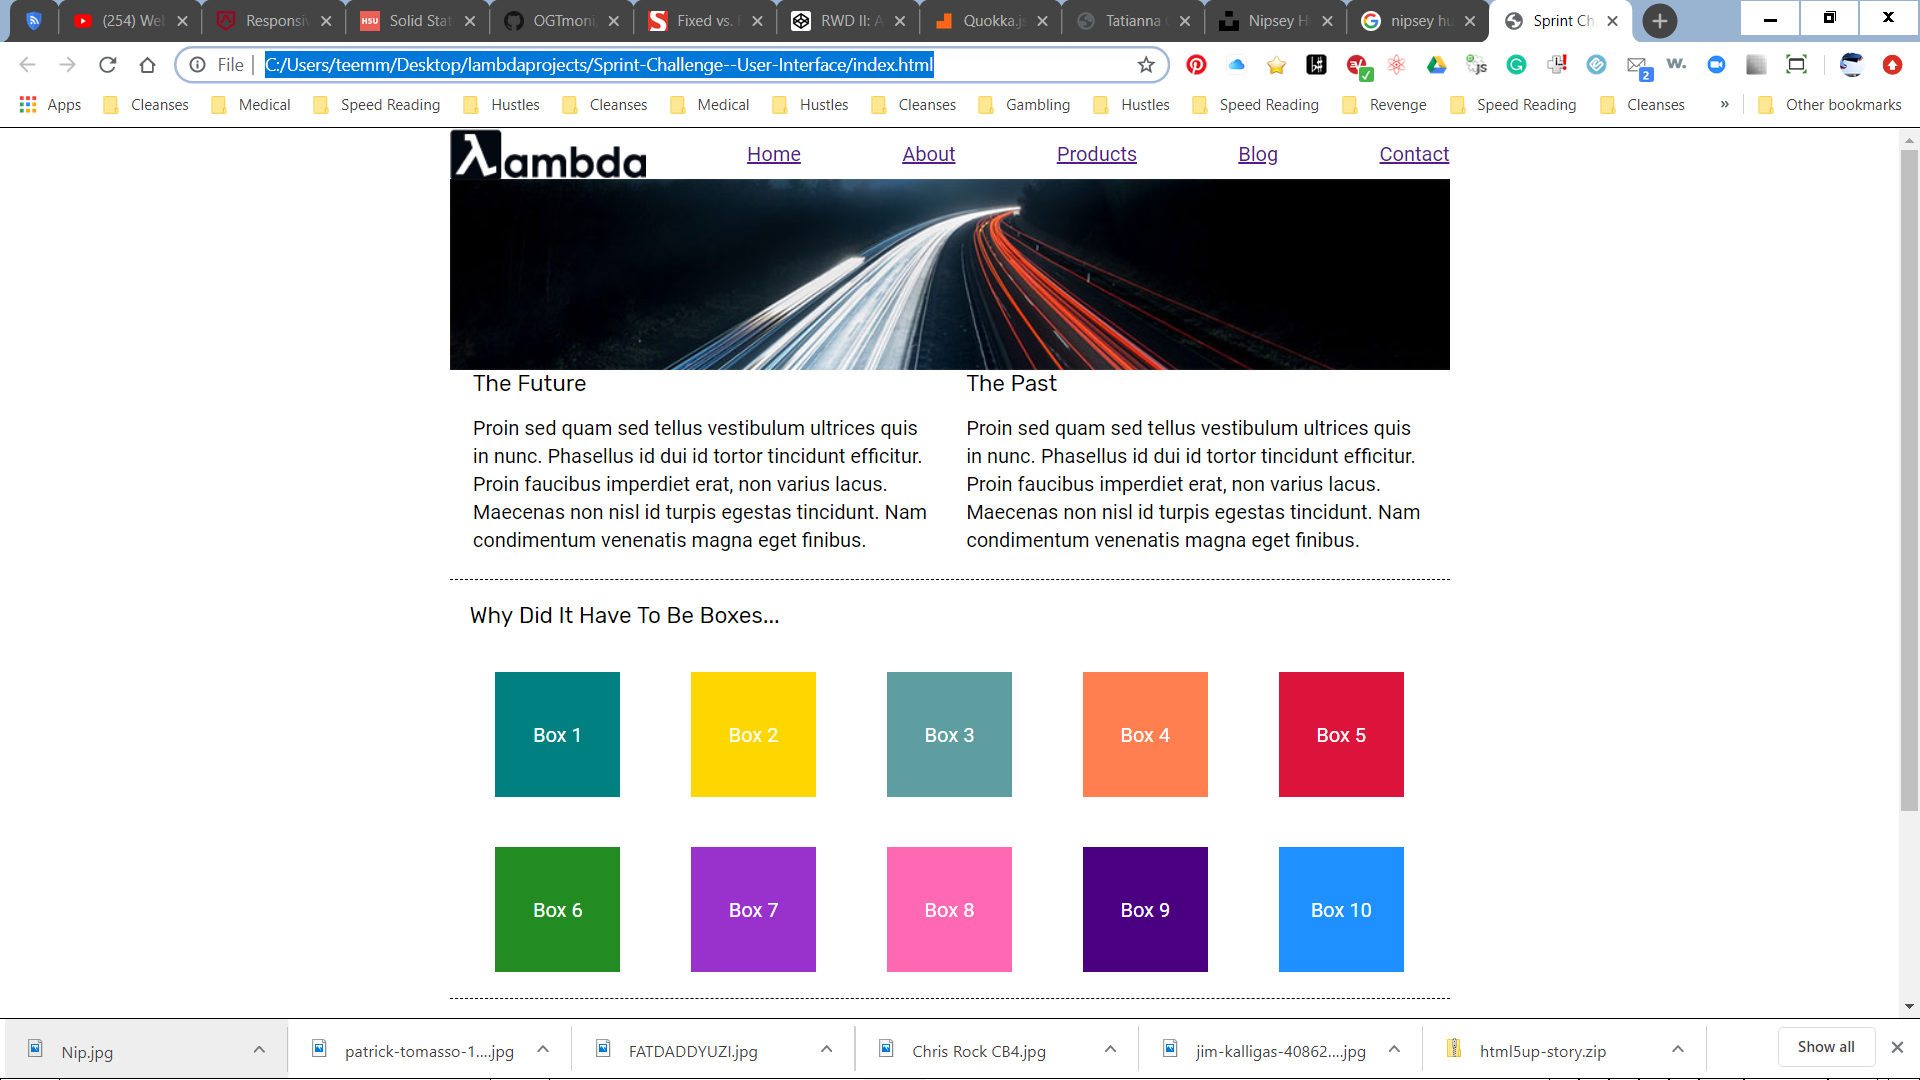 (254) Wel
Responsiv
H5U
Solid Stat
OGTmoni
Fixed vs.
RWD II: A
Quokka.js
Tatianna
Nipsey H
nipsey hu
Sprint Ch
File
C:/Users/teemm/Desktop/lambdaprojects/Sprint-Challenge--User-Interface/index.html
2
W.
Apps
Cleanses
Medical
Speed Reading
Hustles
Cleanses
Medical
Hustles
Cleanses
Gambling
Hustles
Speed Reading
Revenge
Speed Reading
Cleanses
»
Other bookmarks
λambda
Home
About
Products
Blog
Contact
The Future
Proin sed quam sed tellus vestibulum ultrices quis
in nunc. Phasellus id dui id tortor tincidunt efficitur.
Proin faucibus imperdiet erat, non varius lacus.
Maecenas non nisl id turpis egestas tincidunt. Nam
condimentum venenatis magna eget finibus.
The Past
Proin sed quam sed tellus vestibulum ultrices quis
in nunc. Phasellus id dui id tortor tincidunt efficitur.
Proin faucibus imperdiet erat, non varius lacus.
Maecenas non nisl id turpis egestas tincidunt. Nam
condimentum venenatis magna eget finibus.
Why Did It Have To Be Boxes...
Box 1
Box 2
Box 3
Box 4
Box 5
Box 6
Box 7
Box 8
Box 9
Box 10
Nip.jpg
patrick-tomasso-1....jpg
FATDADDYUZI.jpg
Chris Rock CB4.jpg
jim-kalligas-40862....jpg
html5up-story.zip
Show all